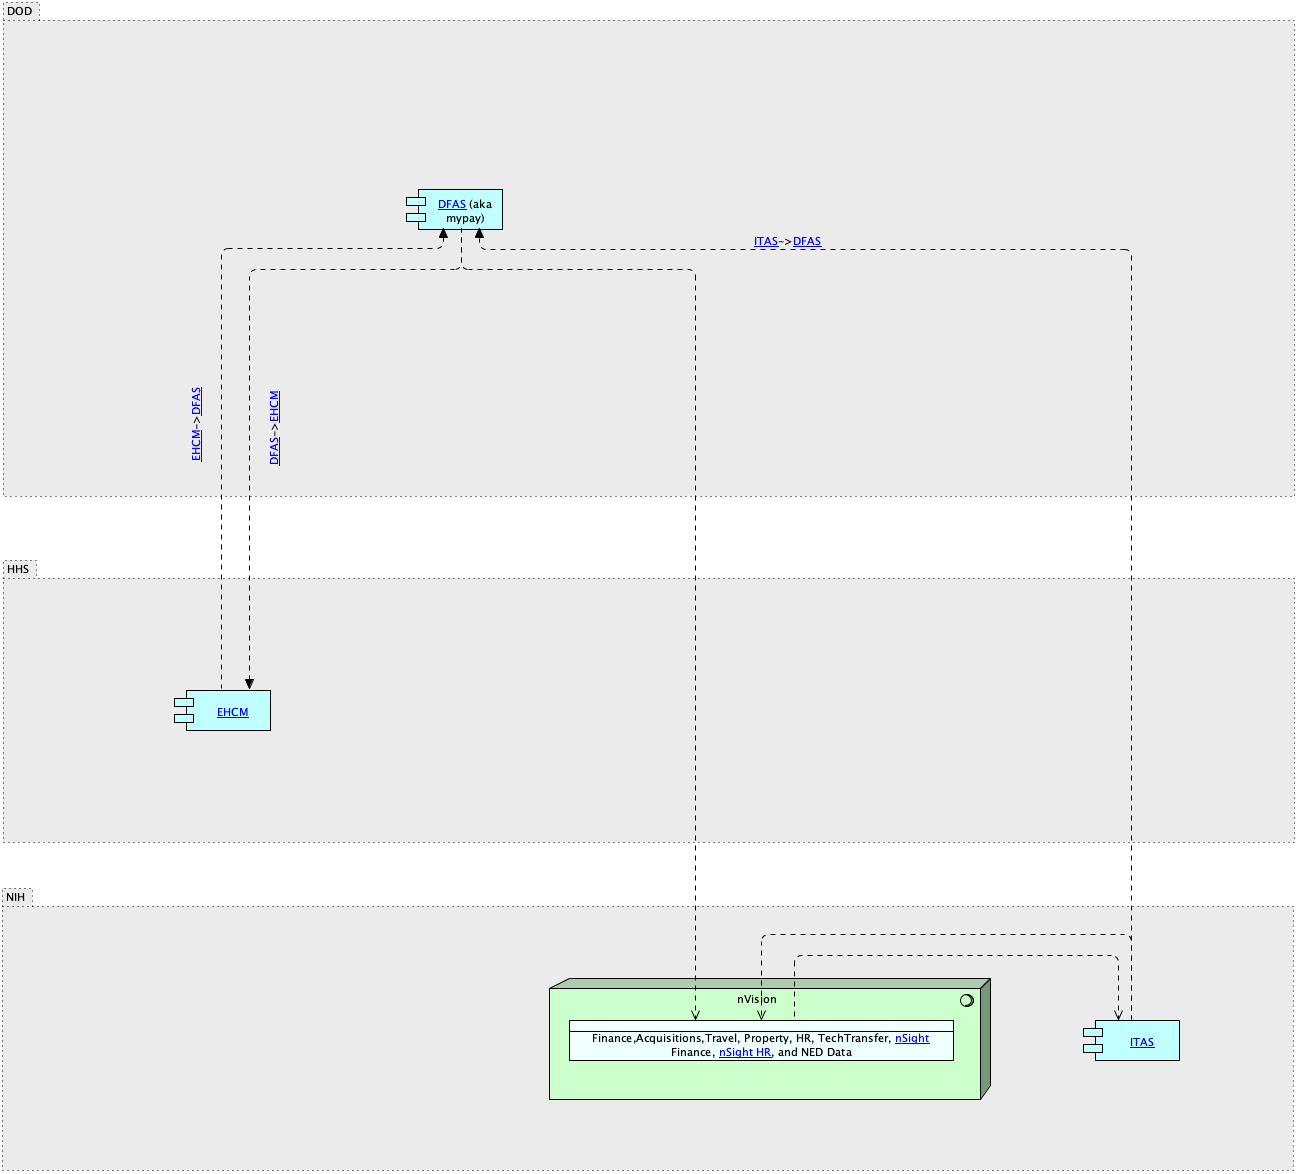 DOD
DFAS (aka
mypay)
ITAS->DFAS
EHCM->DFAS
DFAS->EHCM
HHS
EHCM
NIH
nVision
Finance,Acquisitions,Travel, Property, HR, TechTransfer, nSight
Finance, nSight HR, and NED Data
ITAS